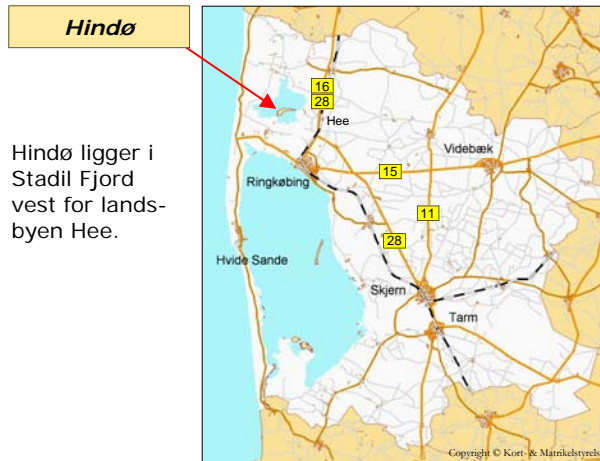 Hindø
Hindø ligger i
Stadil Fjord
vest for lands-
byen Hee.
16
28
Hee
Videbæk
15
Ringkøbing
11
28
Hvide Sande
Skjern
Tarm
Copyright © Kort- & Matrikelstyrels